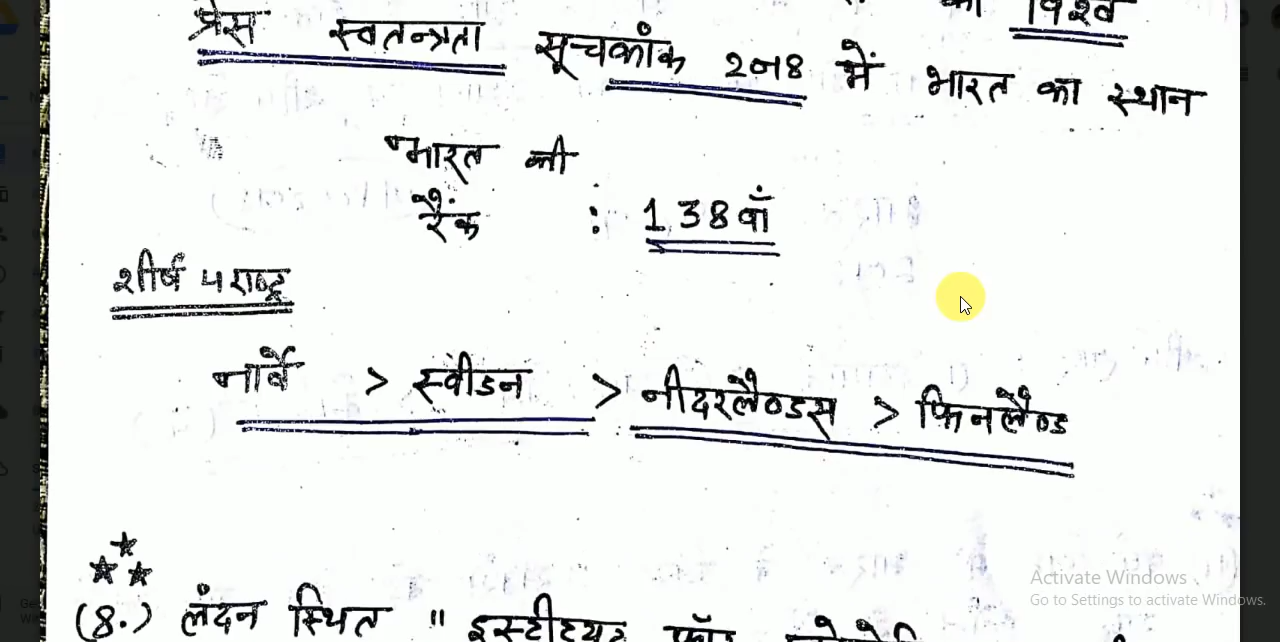 विश्व
प्रेस स्वतन्त्रता सूचकांक 2018 में भारत का स्थान
भारत की
रैंक : 138वाँ
शीर्ष 4 राष्ट्र
नार्वे > स्वीडन > नीदरलैण्डस > फिनलैण्ड
(8.) लंदन स्थित "
Activate Windows
Go to Settings to activate Windows.